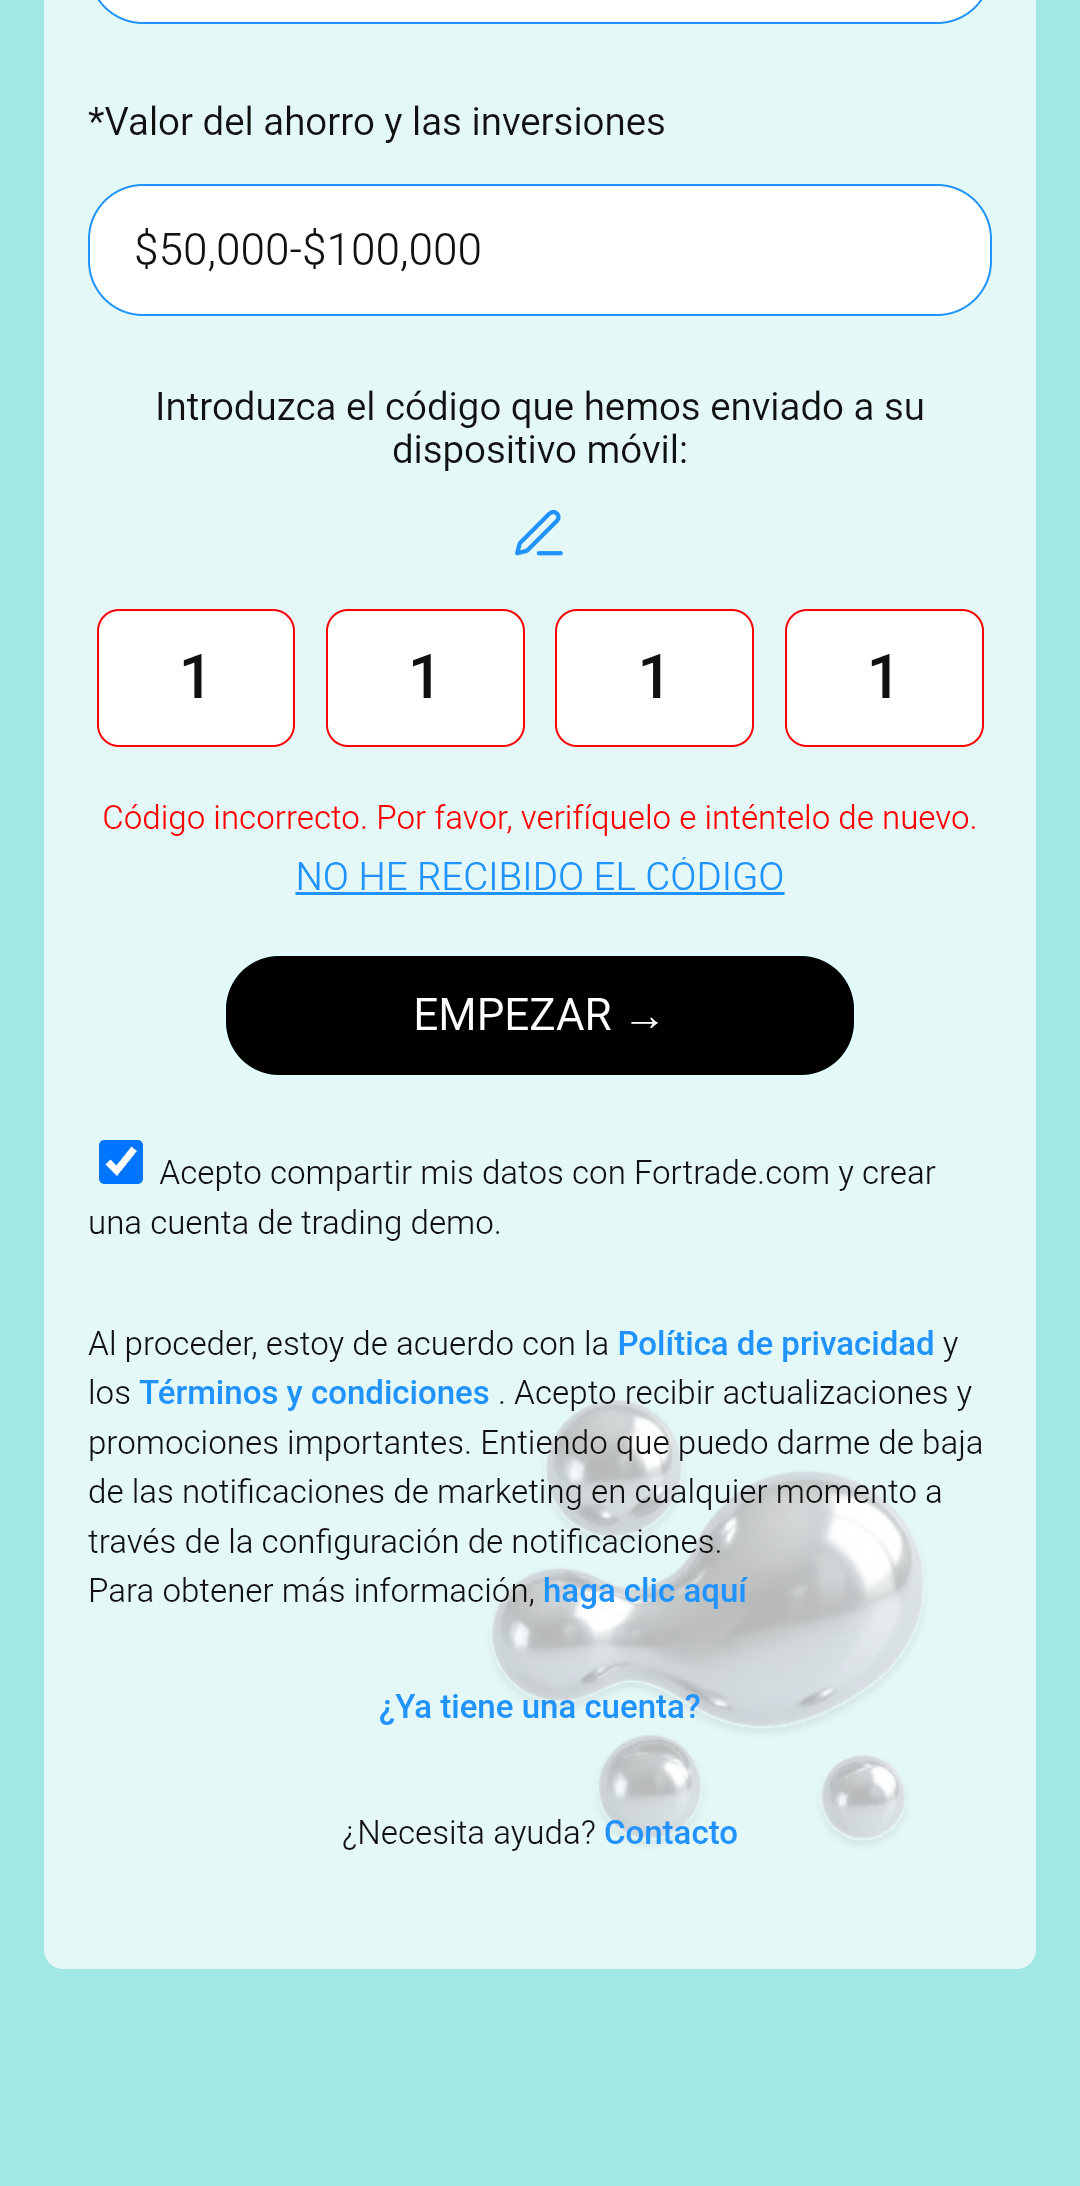 *Valor del ahorro y las inversiones
$50,000-$100,000
Introduzca el código que hemos enviado a su
dispositivo móvil:
1 1 1 1
Código incorrecto. Por favor, verifíquelo e inténtelo de nuevo.
NO HE RECIBIDO EL CÓDIGO
EMPEZAR →
Acepto compartir mis datos con Fortrade.com y crear
una cuenta de trading demo.
Al proceder, estoy de acuerdo con la Política de privacidad y
los Términos y condiciones . Acepto recibir actualizaciones y
promociones importantes. Entiendo que puedo darme de baja
de las notificaciones de marketing en cualquier momento a
través de la configuración de notificaciones.
Para obtener más información, haga clic aquí
¿Ya tiene una cuenta?
¿Necesita ayuda? Contacto